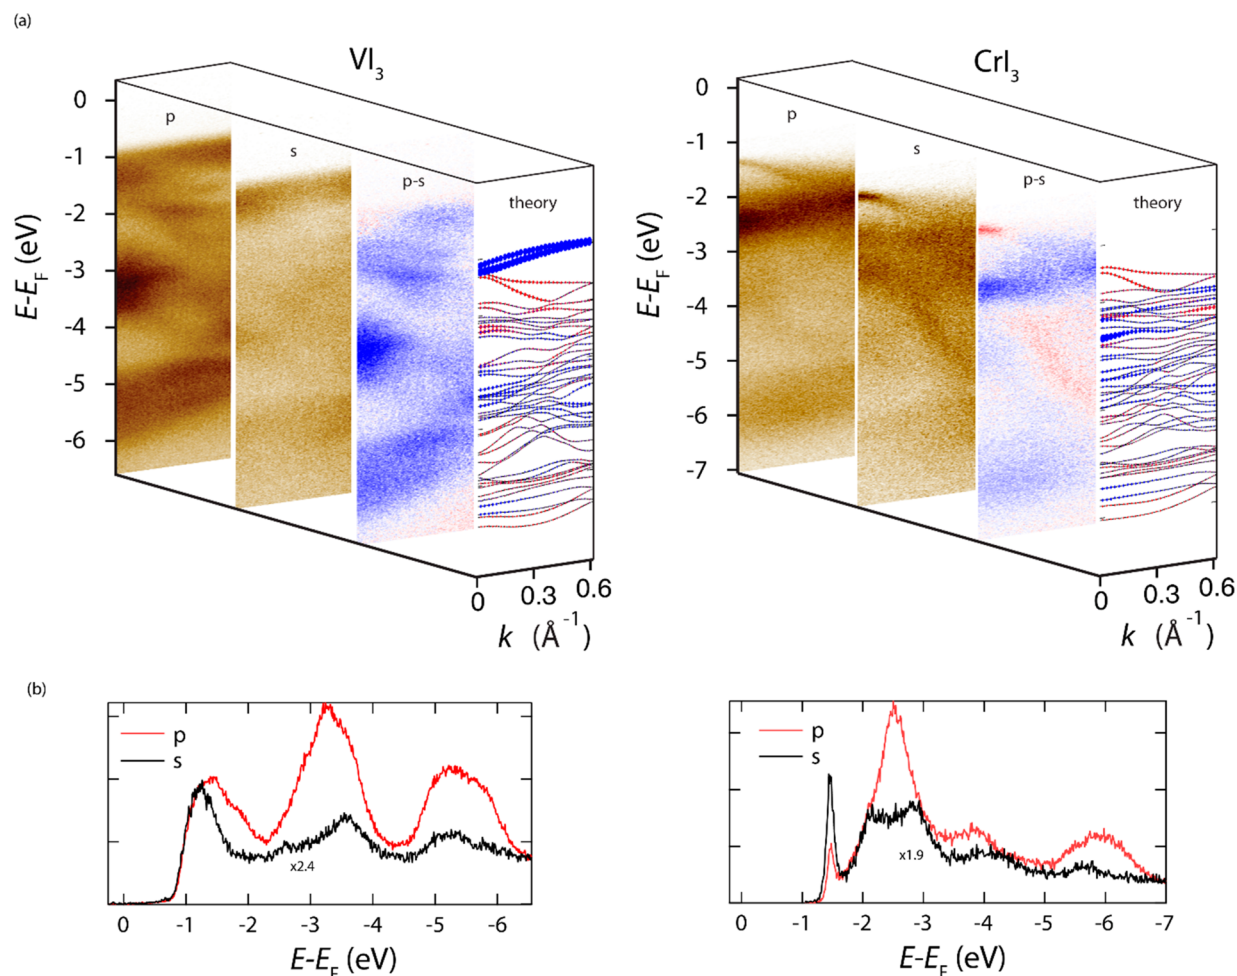 (a)
VI3
CrI3
0
-1
-2
-3
-4
-5
-6
E-EF (eV)
p
s
p-s
theory
0
0.3
0.6
k (Å-1)
0
-1
-2
-3
-4
-5
-6
-7
E-EF (eV)
p
s
p-s
theory
0
0.3
0.6
k (Å-1)
(b)
p
s
x2.4
0 -1 -2 -3 -4 -5 -6
E-EF (eV)
p
s
x1.9
0 -1 -2 -3 -4 -5 -6 -7
E-EF (eV)